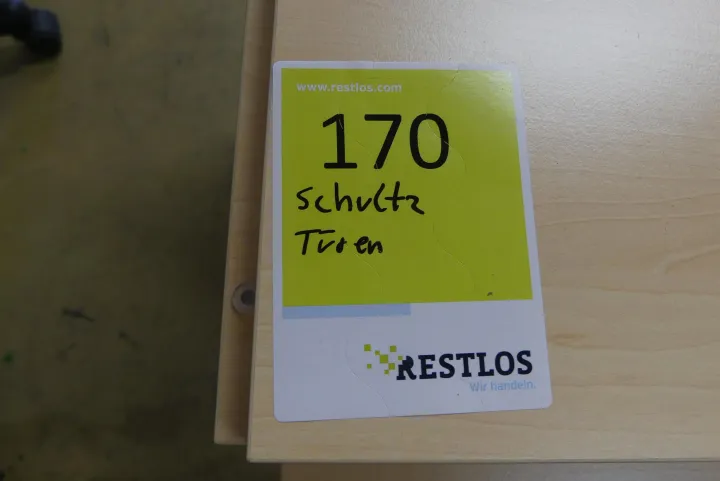 www.restlos.com
170
Schultz
Türen
RESTLOS
Wir handeln.